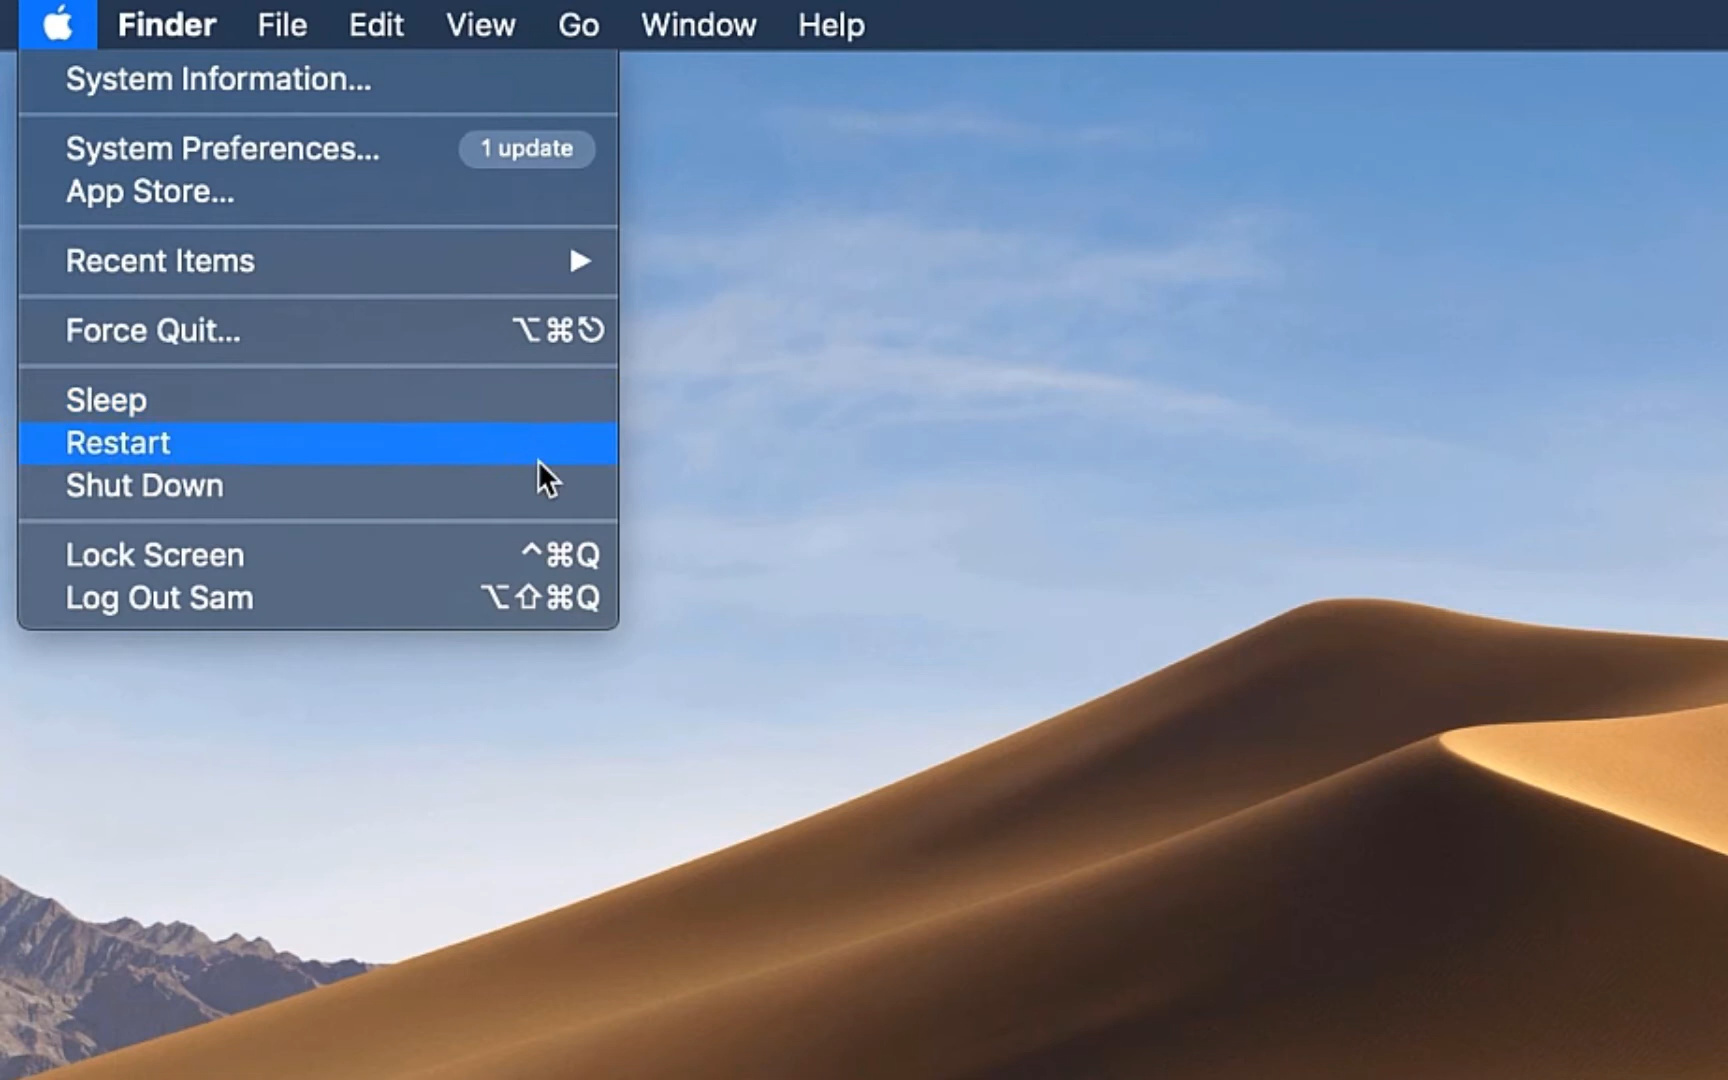 Finder File Edit View Go Window Help
System Information...
System Preferences... 1 update
App Store...
Recent Items ▶
Force Quit... ⌥⌘⎋
Sleep
Restart
Shut Down
Lock Screen ^⌘Q
Log Out Sam ⌥⇧⌘Q